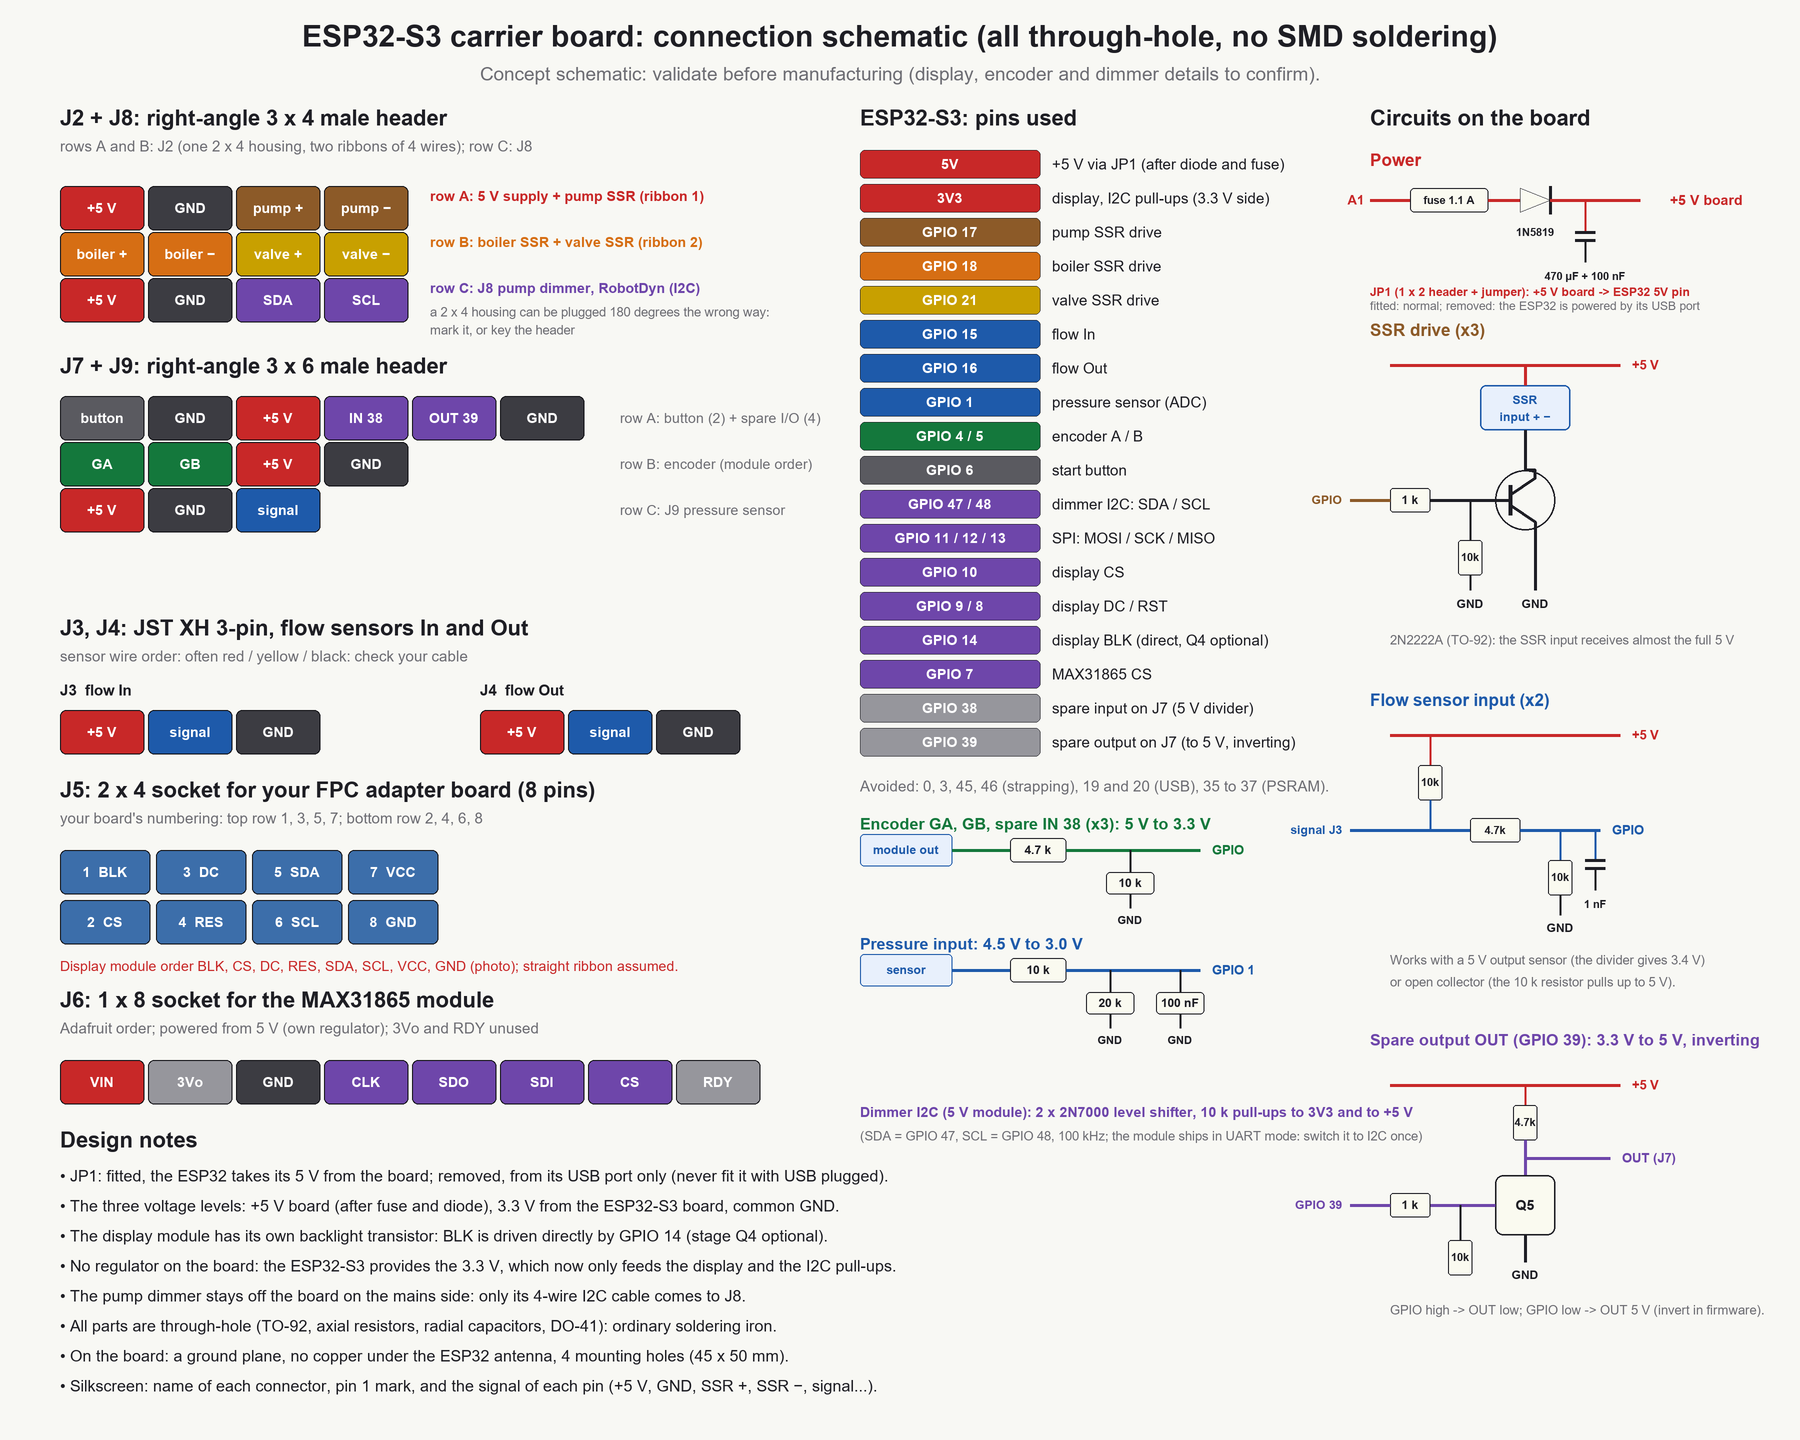 ESP32-S3 carrier board: connection schematic (all through-hole, no SMD soldering)
Concept schematic: validate before manufacturing (display, encoder and dimmer details to confirm).
J2 + J8: right-angle 3 x 4 male header
rows A and B: J2 (one 2 x 4 housing, two ribbons of 4 wires); row C: J8
+5 V GND pump + pump − row A: 5 V supply + pump SSR (ribbon 1)
boiler + boiler − valve + valve − row B: boiler SSR + valve SSR (ribbon 2)
+5 V GND SDA SCL row C: J8 pump dimmer, RobotDyn (I2C)
a 2 x 4 housing can be plugged 180 degrees the wrong way:
mark it, or key the header
J7 + J9: right-angle 3 x 6 male header
button GND +5 V IN 38 OUT 39 GND row A: button (2) + spare I/O (4)
GA GB +5 V GND row B: encoder (module order)
+5 V GND signal row C: J9 pressure sensor
J3, J4: JST XH 3-pin, flow sensors In and Out
sensor wire order: often red / yellow / black: check your cable
J3 flow In J4 flow Out
+5 V signal GND +5 V signal GND
J5: 2 x 4 socket for your FPC adapter board (8 pins)
your board's numbering: top row 1, 3, 5, 7; bottom row 2, 4, 6, 8
1 BLK 3 DC 5 SDA 7 VCC
2 CS 4 RES 6 SCL 8 GND
Display module order BLK, CS, DC, RES, SDA, SCL, VCC, GND (photo); straight ribbon assumed.
J6: 1 x 8 socket for the MAX31865 module
Adafruit order; powered from 5 V (own regulator); 3Vo and RDY unused
VIN 3Vo GND CLK SDO SDI CS RDY
Design notes
• JP1: fitted, the ESP32 takes its 5 V from the board; removed, from its USB port only (never fit it with USB plugged).
• The three voltage levels: +5 V board (after fuse and diode), 3.3 V from the ESP32-S3 board, common GND.
• The display module has its own backlight transistor: BLK is driven directly by GPIO 14 (stage Q4 optional).
• No regulator on the board: the ESP32-S3 provides the 3.3 V, which now only feeds the display and the I2C pull-ups.
• The pump dimmer stays off the board on the mains side: only its 4-wire I2C cable comes to J8.
• All parts are through-hole (TO-92, axial resistors, radial capacitors, DO-41): ordinary soldering iron.
• On the board: a ground plane, no copper under the ESP32 antenna, 4 mounting holes (45 x 50 mm).
• Silkscreen: name of each connector, pin 1 mark, and the signal of each pin (+5 V, GND, SSR +, SSR −, signal...).
ESP32-S3: pins used
5V +5 V via JP1 (after diode and fuse)
3V3 display, I2C pull-ups (3.3 V side)
GPIO 17 pump SSR drive
GPIO 18 boiler SSR drive
GPIO 21 valve SSR drive
GPIO 15 flow In
GPIO 16 flow Out
GPIO 1 pressure sensor (ADC)
GPIO 4 / 5 encoder A / B
GPIO 6 start button
GPIO 47 / 48 dimmer I2C: SDA / SCL
GPIO 11 / 12 / 13 SPI: MOSI / SCK / MISO
GPIO 10 display CS
GPIO 9 / 8 display DC / RST
GPIO 14 display BLK (direct, Q4 optional)
GPIO 7 MAX31865 CS
GPIO 38 spare input on J7 (5 V divider)
GPIO 39 spare output on J7 (to 5 V, inverting)
Avoided: 0, 3, 45, 46 (strapping), 19 and 20 (USB), 35 to 37 (PSRAM).
Encoder GA, GB, spare IN 38 (x3): 5 V to 3.3 V
module out 4.7 k GPIO
10 k
GND
Pressure input: 4.5 V to 3.0 V
sensor 10 k GPIO 1
20 k 100 nF
GND GND
Dimmer I2C (5 V module): 2 x 2N7000 level shifter, 10 k pull-ups to 3V3 and to +5 V
(SDA = GPIO 47, SCL = GPIO 48, 100 kHz; the module ships in UART mode: switch it to I2C once)
Circuits on the board
Power
A1 fuse 1.1 A +5 V board
1N5819
470 µF + 100 nF
JP1 (1 x 2 header + jumper): +5 V board -> ESP32 5V pin
fitted: normal; removed: the ESP32 is powered by its USB port
SSR drive (x3)
+5 V
SSR
input + −
GPIO 1 k
10k
GND GND
2N2222A (TO-92): the SSR input receives almost the full 5 V
Flow sensor input (x2)
+5 V
10k
signal J3 4.7k GPIO
10k
1 nF
GND
Works with a 5 V output sensor (the divider gives 3.4 V)
or open collector (the 10 k resistor pulls up to 5 V).
Spare output OUT (GPIO 39): 3.3 V to 5 V, inverting
+5 V
4.7k
OUT (J7)
GPIO 39 1 k Q5
10k
GND
GPIO high -> OUT low; GPIO low -> OUT 5 V (invert in firmware).